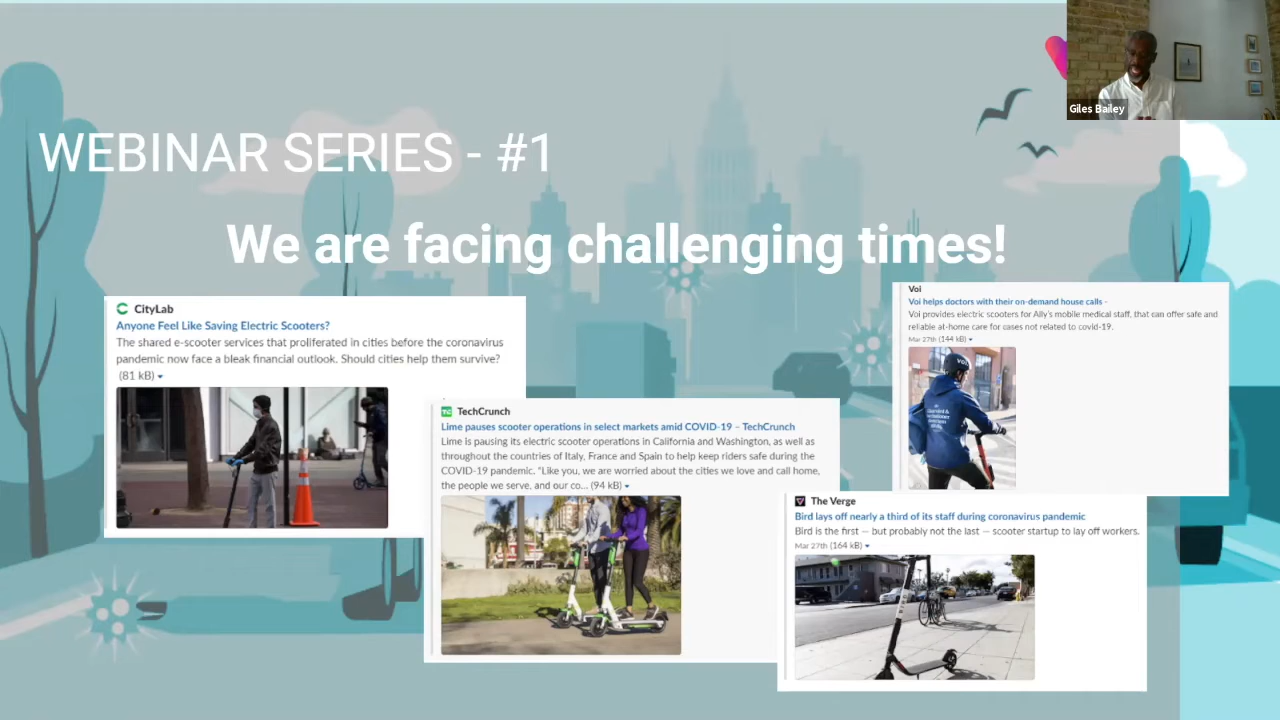 Giles Bailey
WEBINAR SERIES - #1
We are facing challenging times!
CityLab
Anyone Feel Like Saving Electric Scooters?
The shared e-scooter services that proliferated in cities before the coronavirus
pandemic now face a bleak financial outlook. Should cities help them survive?
(81 kB)
TechCrunch
Lime pauses scooter operations in select markets amid COVID-19 – TechCrunch
Lime is pausing its electric scooter operations in California and Washington, as well as
throughout the countries of Italy, France and Spain to help keep riders safe during the
COVID-19 pandemic. “Like you, we are worried about the cities we love and call home,
the people we serve, and our co... (94 kB)
Voi
Voi helps doctors with their on-demand house calls -
Voi provides electric scooters for Ally's mobile medical staff, that can offer safe and
reliable at-home care for cases not related to covid-19.
Mar 27th (144 kB)
The Verge
Bird lays off nearly a third of its staff during coronavirus pandemic
Bird is the first — but probably not the last — scooter startup to lay off workers.
Mar 27th (164 kB)